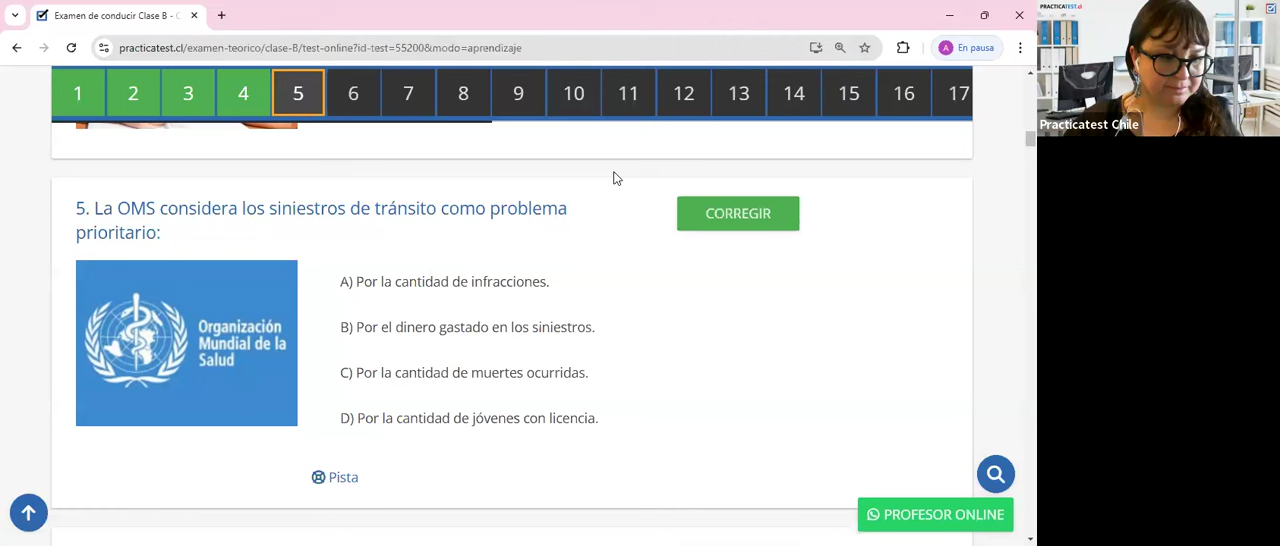 Examen de conducir Clase B - C
practicatest.cl/examen-teorico/clase-B/test-online?id-test=55200&modo=aprendizaje
A En pausa
PRACTICATEST.cl
Practicatest Chile
1 2 3 4 5 6 7 8 9 10 11 12 13 14 15 16 17
5. La OMS considera los siniestros de tránsito como problema
prioritario:
CORREGIR
Organización
Mundial de la
Salud
A) Por la cantidad de infracciones.
B) Por el dinero gastado en los siniestros.
C) Por la cantidad de muertes ocurridas.
D) Por la cantidad de jóvenes con licencia.
Pista
PROFESOR ONLINE